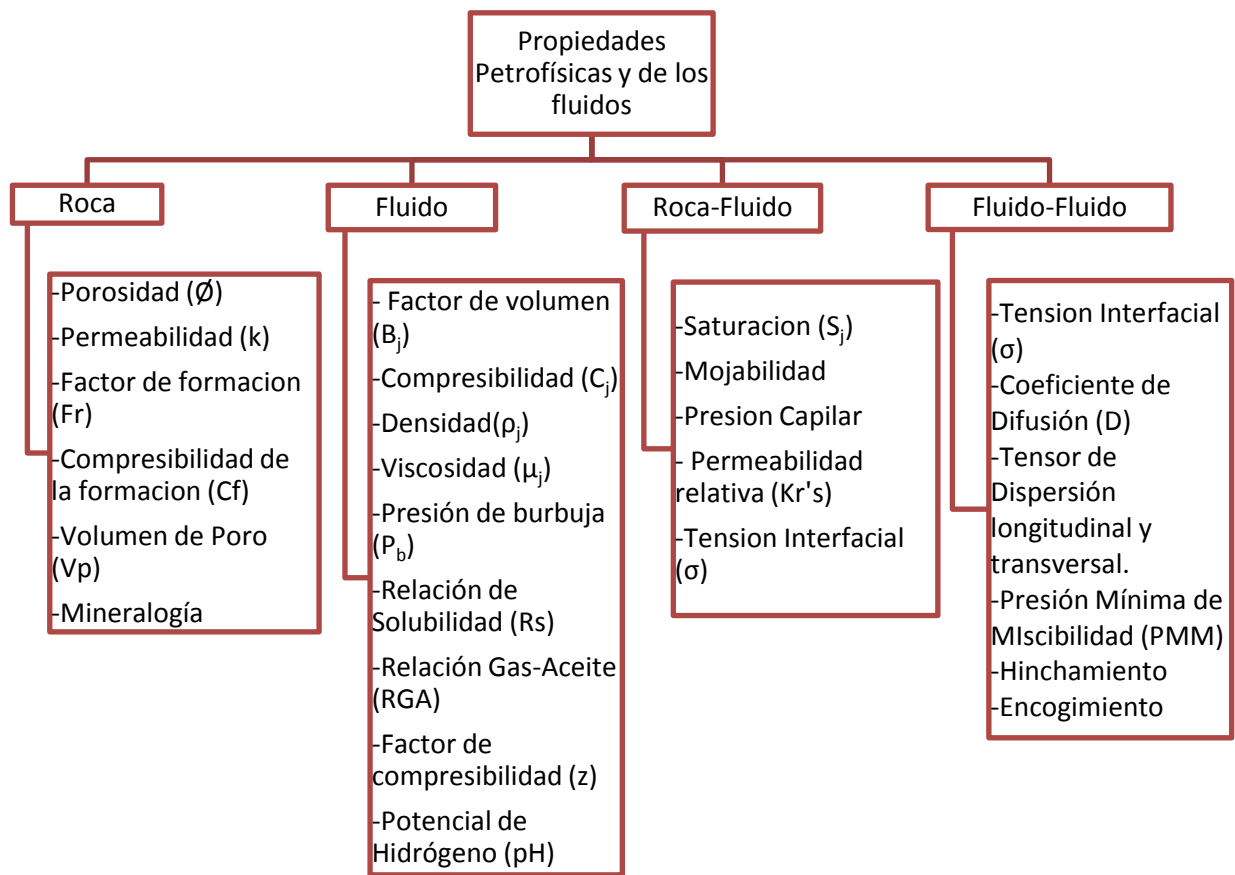 Propiedades
Petrofísicas y de los
fluidos
Roca
-Porosidad (Ø)
-Permeabilidad (k)
-Factor de formacion
(Fr)
-Compresibilidad de
la formacion (Cf)
-Volumen de Poro
(Vp)
-Mineralogía
Fluido
- Factor de volumen
(Bj)
-Compresibilidad (Cj)
-Densidad(ρj)
-Viscosidad (μj)
-Presión de burbuja
(Pb)
-Relación de
Solubilidad (Rs)
-Relación Gas-Aceite
(RGA)
-Factor de
compresibilidad (z)
-Potencial de
Hidrógeno (pH)
Roca-Fluido
-Saturacion (Sj)
-Mojabilidad
-Presion Capilar
- Permeabilidad
relativa (Kr's)
-Tension Interfacial
(σ)
Fluido-Fluido
-Tension Interfacial
(σ)
-Coeficiente de
Difusión (D)
-Tensor de
Dispersión
longitudinal y
transversal.
-Presión Mínima de
MIscibilidad (PMM)
-Hinchamiento
-Encogimiento